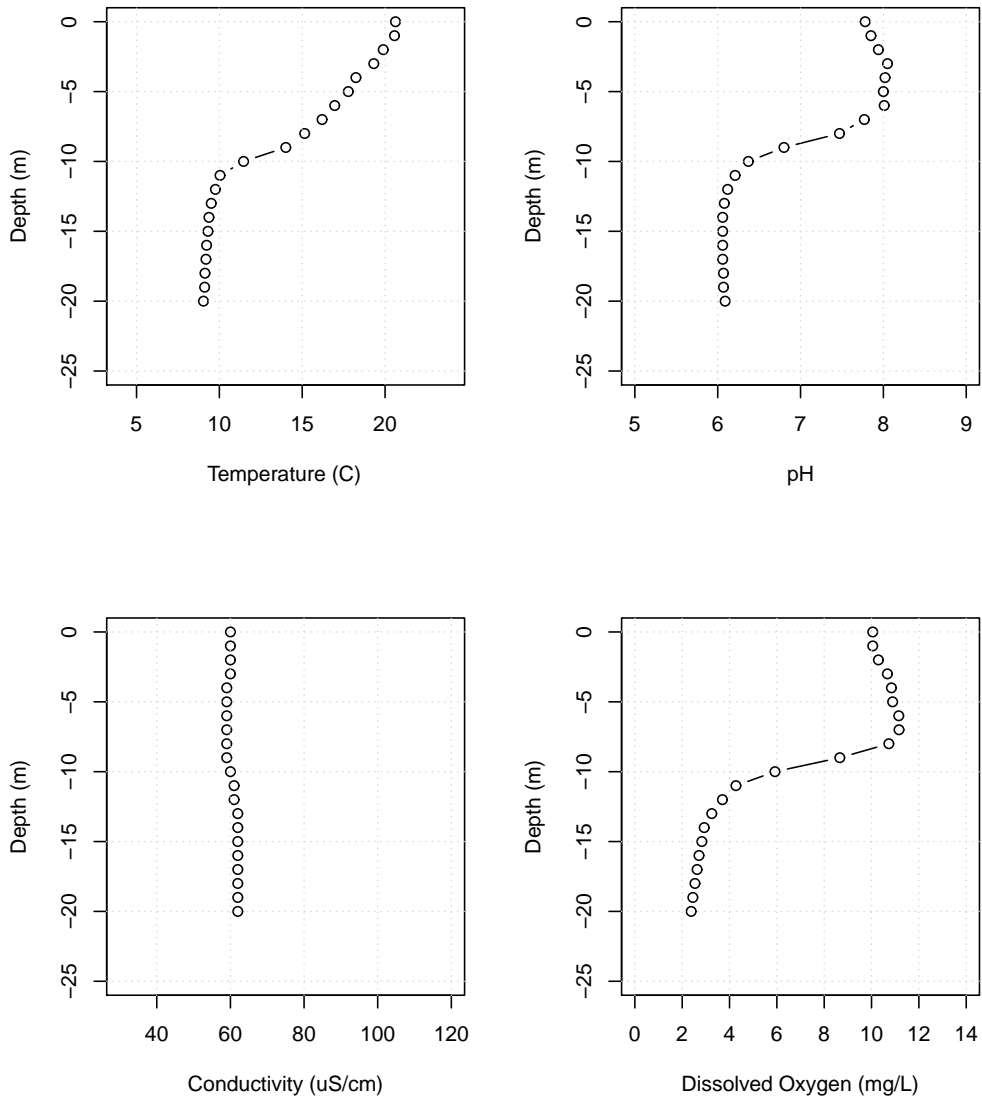 0
−5
−10
−15
−20
−25
Depth (m)
5 10 15 20
Temperature (C)
0
−5
−10
−15
−20
−25
Depth (m)
5 6 7 8 9
pH
0
−5
−10
−15
−20
−25
Depth (m)
40 60 80 100 120
Conductivity (uS/cm)
0
−5
−10
−15
−20
−25
Depth (m)
0 2 4 6 8 10 12 14
Dissolved Oxygen (mg/L)